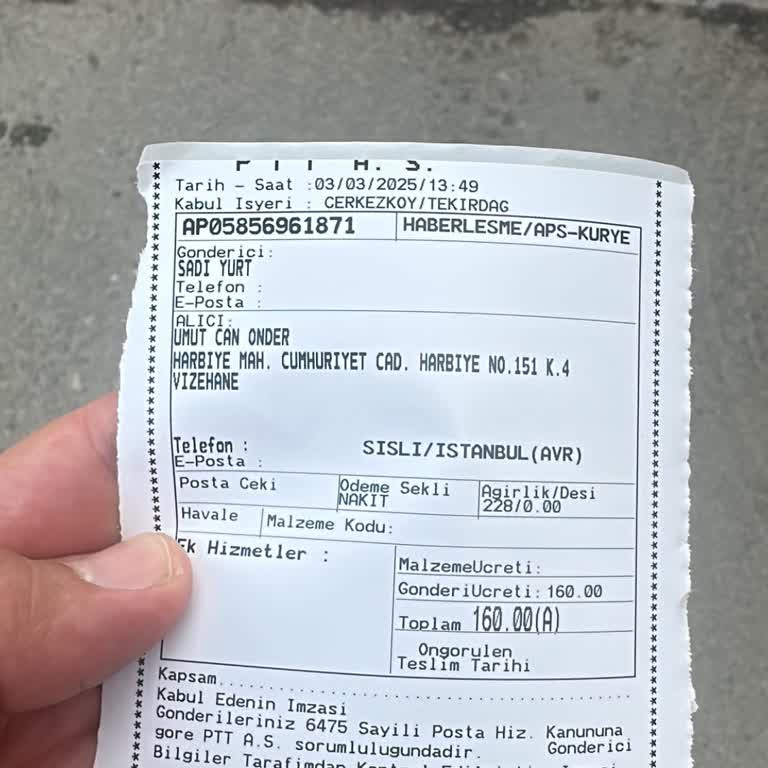 P T T A. S.
Tarih - Saat :03/03/2025/13:49
Kabul Isyeri : CERKEZKOY/TEKIRDAG
AP05856961871 HABERLESME/APS-KURYE
Gonderici:
SADI YURT
Telefon :
E-Posta :
ALICI:
UMUT CAN ONDER
HARBIYE MAH. CUMHURIYET CAD. HARBIYE NO.151 K.4
VIZEHANE
Telefon : SISLI/ISTANBUL(AVR)
E-Posta :
Posta Ceki Odeme Sekli Agirlik/Desi
NAKIT 228/0.00
Havale Malzeme Kodu:
Ek Hizmetler :
MalzemeUcreti:
GonderiUcreti: 160.00
Toplam 160.00(A)
Ongorulen
Teslim Tarihi
Kapsam
Kabul Edenin Imzasi
Gonderileriniz 6475 Sayili Posta Hiz. Kanununa
gore PTT A.S. sorumlulugundadir. Gonderici
Bilgiler Tarafimdan